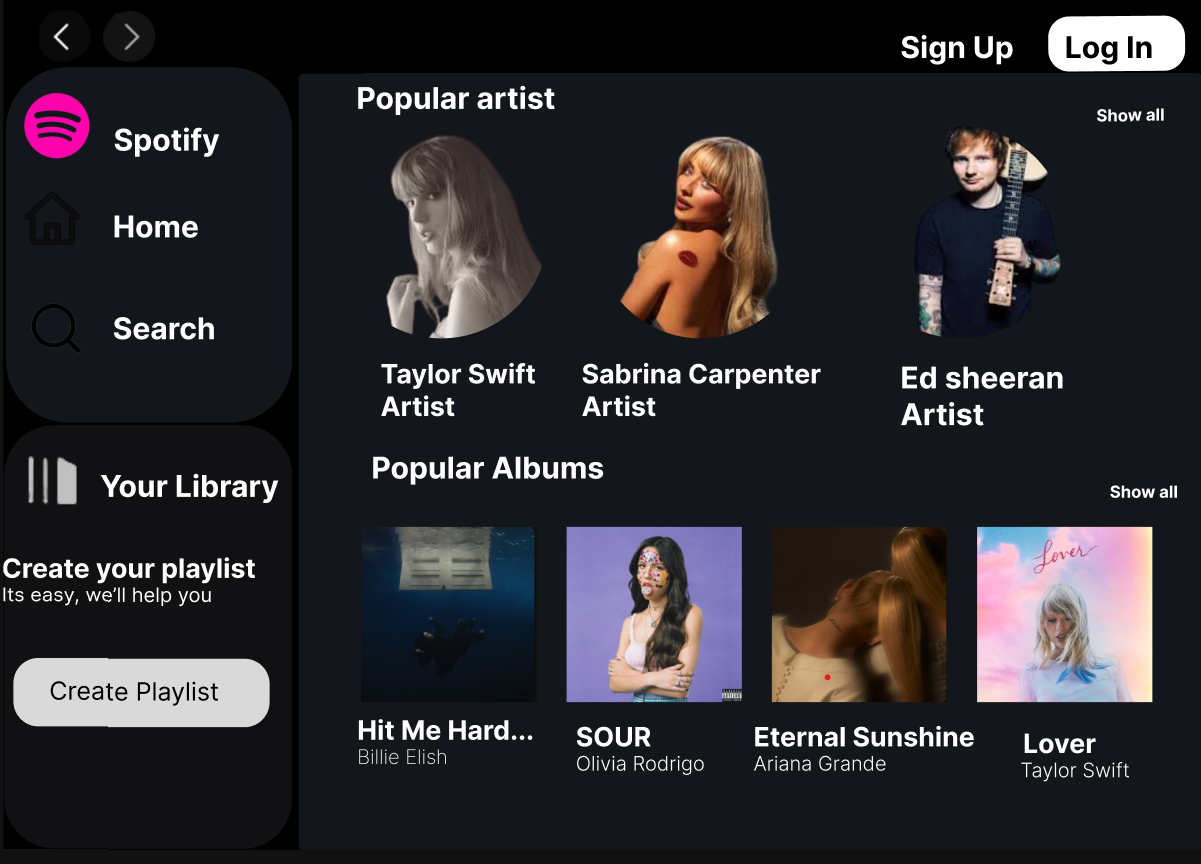 Sign Up
Log In
Spotify
Home
Search
Your Library
Create your playlist
Its easy, we’ll help you
Create Playlist
Popular artist
Show all
Taylor Swift
Artist
Sabrina Carpenter
Artist
Ed sheeran
Artist
Popular Albums
Show all
Lover
Hit Me Hard...
Billie Elish
SOUR
Olivia Rodrigo
Eternal Sunshine
Ariana Grande
Lover
Taylor Swift